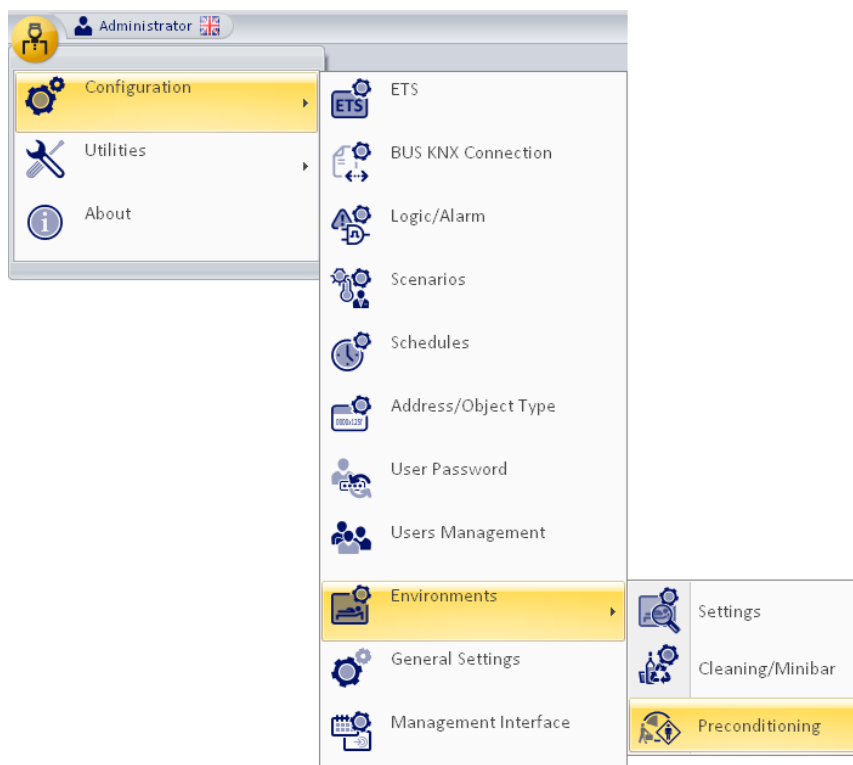 Administrator
Configuration
Utilities
About
ETS
ETS
BUS KNX Connection
Logic/Alarm
Scenarios
Schedules
Address/Object Type
User Password
Users Management
Environments
General Settings
Management Interface
Settings
Cleaning/Minibar
Preconditioning